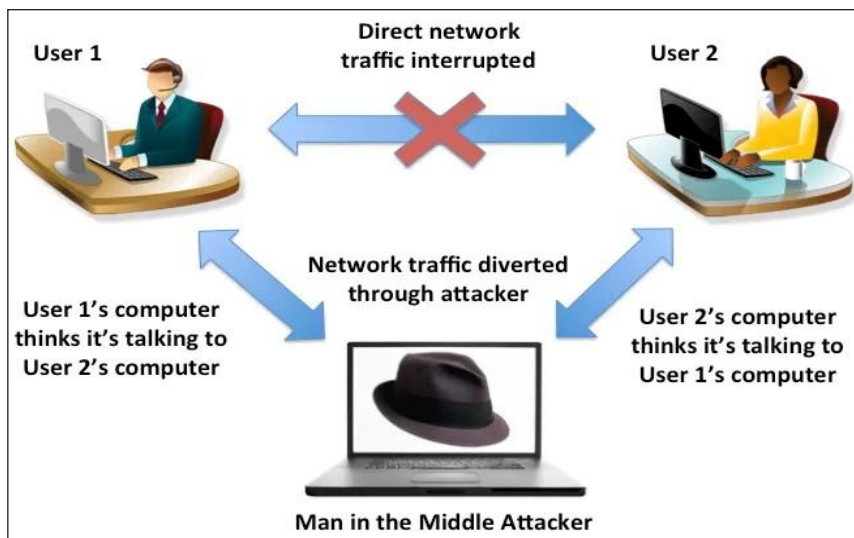 User 1
Direct network
traffic interrupted
User 2
Network traffic diverted
through attacker
User 1’s computer
thinks it’s talking to
User 2’s computer
User 2’s computer
thinks it’s talking to
User 1’s computer
Man in the Middle Attacker